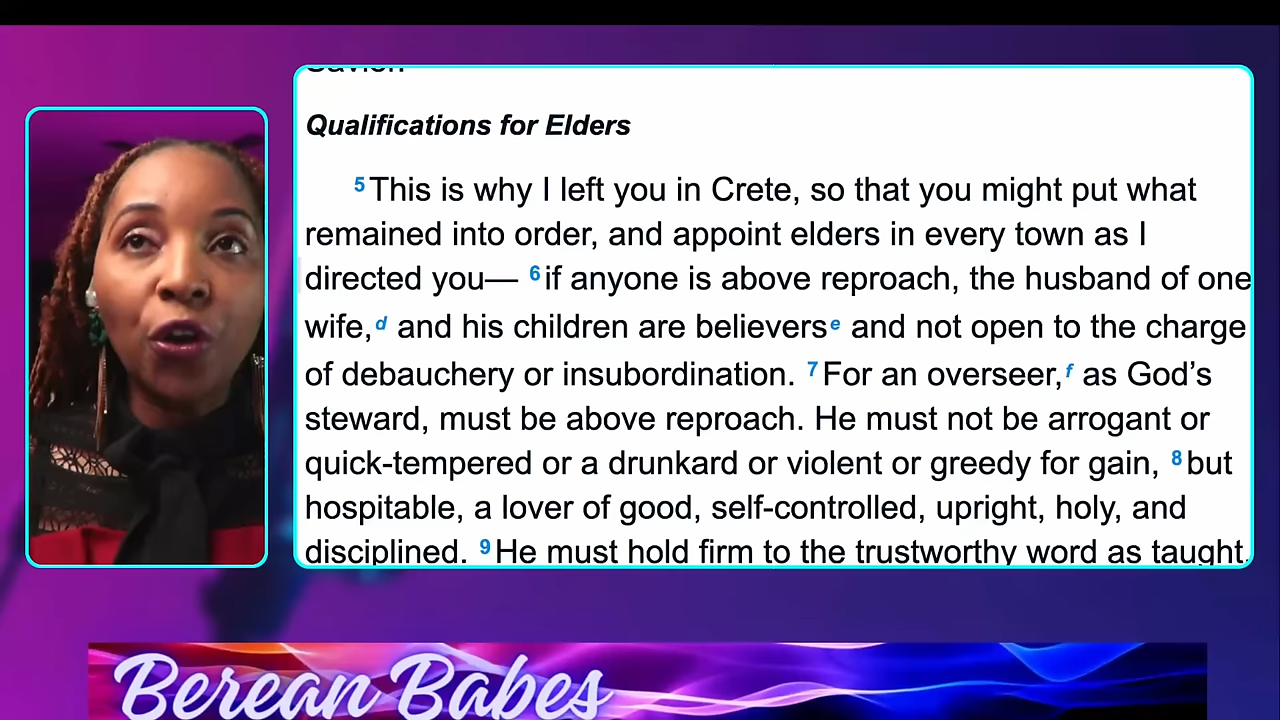 Savior.
Qualifications for Elders
5 This is why I left you in Crete, so that you might put what
remained into order, and appoint elders in every town as I
directed you— 6 if anyone is above reproach, the husband of one
wife,d and his children are believerse and not open to the charge
of debauchery or insubordination. 7 For an overseer,f as God’s
steward, must be above reproach. He must not be arrogant or
quick-tempered or a drunkard or violent or greedy for gain, 8 but
hospitable, a lover of good, self-controlled, upright, holy, and
disciplined. 9 He must hold firm to the trustworthy word as taught,
Berean Babes